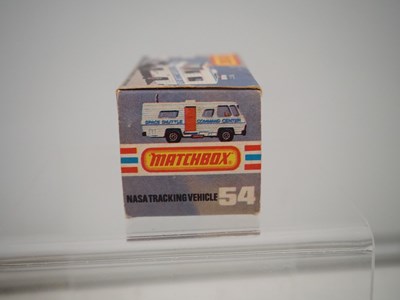 SPACE SHUTTLE COMMAND CENTER
MATCHBOX
NASA TRACKING VEHICLE 54